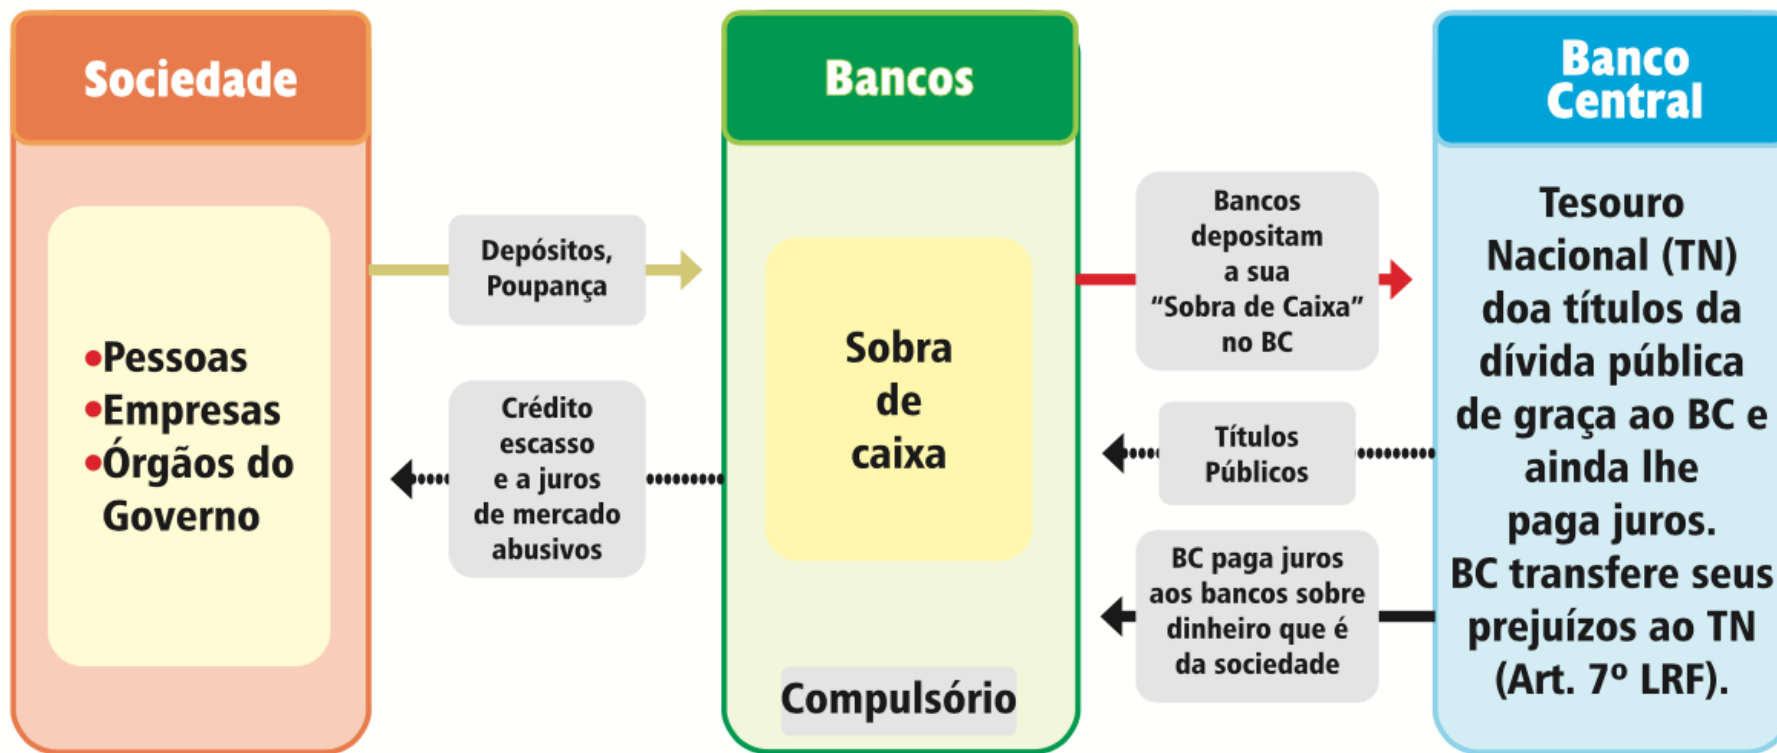 Sociedade
•Pessoas
•Empresas
•Órgãos do
Governo
Depósitos,
Poupança
Crédito
escasso
e a juros
de mercado
abusivos
Bancos
Sobra
de
caixa
Compulsório
Bancos
depositam
a sua
“Sobra de Caixa”
no BC
Títulos
Públicos
BC paga juros
aos bancos sobre
dinheiro que é
da sociedade
Banco
Central
Tesouro
Nacional (TN)
doa títulos da
dívida pública
de graça ao BC e
ainda lhe
paga juros.
BC transfere seus
prejuízos ao TN
(Art. 7º LRF).